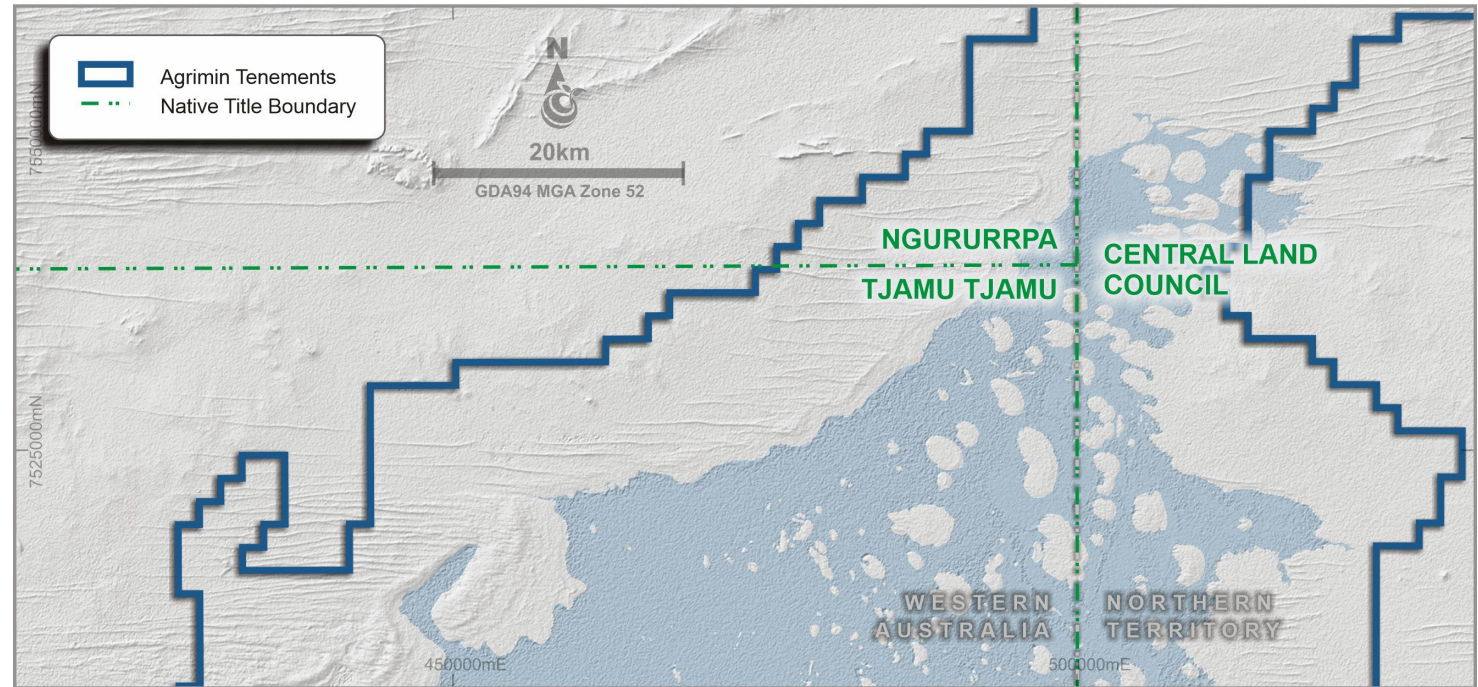 Agrimin Tenements
Native Title Boundary
N
20km
GDA94 MGA Zone 52
7550000mN
NGURURRPA
TJAMU TJAMU
CENTRAL LAND
COUNCIL
7525000mN
WESTERN
AUSTRALIA
NORTHERN
TERRITORY
450000mE
500000mE